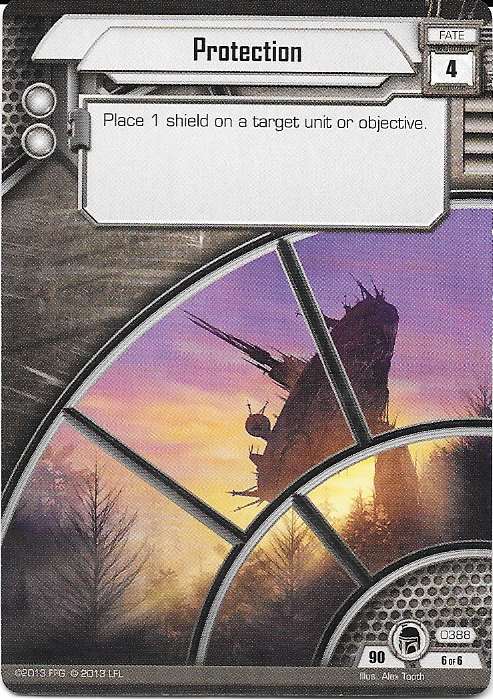 Protection
FATE
4
Place 1 shield on a target unit or objective.
0388
90
6 OF 6
Illus. Alex Tooth
©2013 FFG © 2013 LFL